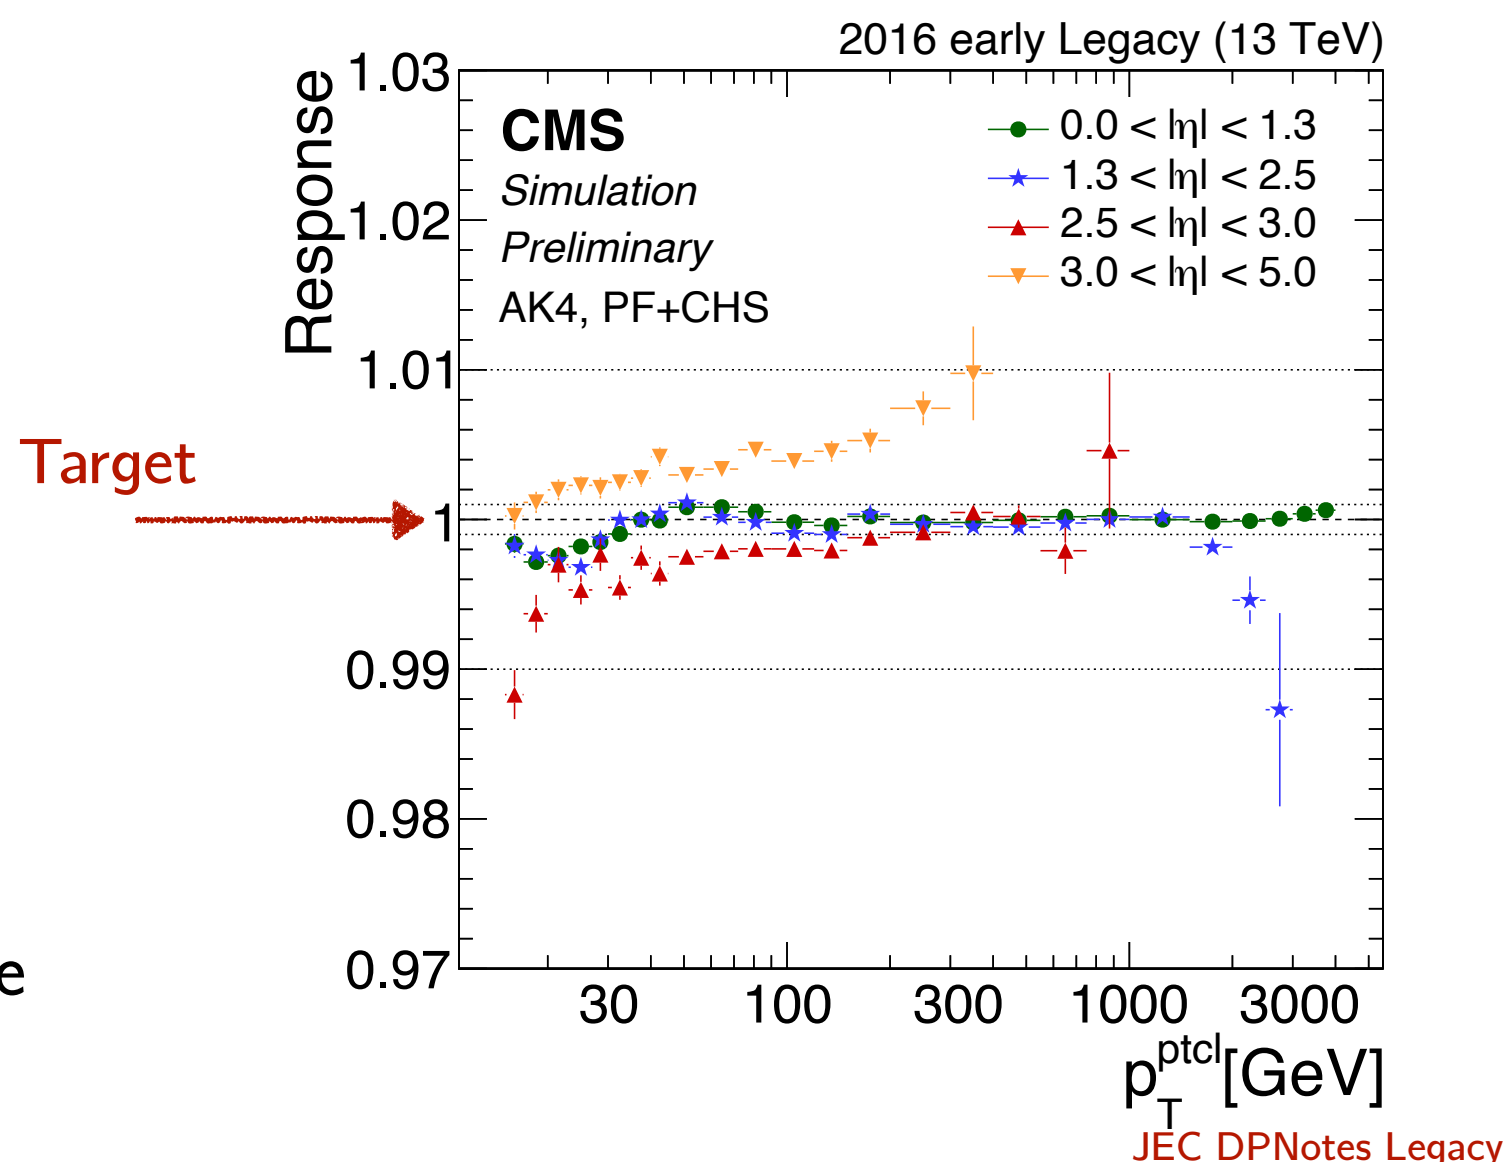 2016 early Legacy (13 TeV)
Response
1.03
1.02
1.01
1
0.99
0.98
0.97
CMS
Simulation
Preliminary
AK4, PF+CHS
0.0 < |η| < 1.3
1.3 < |η| < 2.5
2.5 < |η| < 3.0
3.0 < |η| < 5.0
Target
e
30 100 300 1000 3000
p_T^ptcl[GeV]
JEC DPNotes Legacy